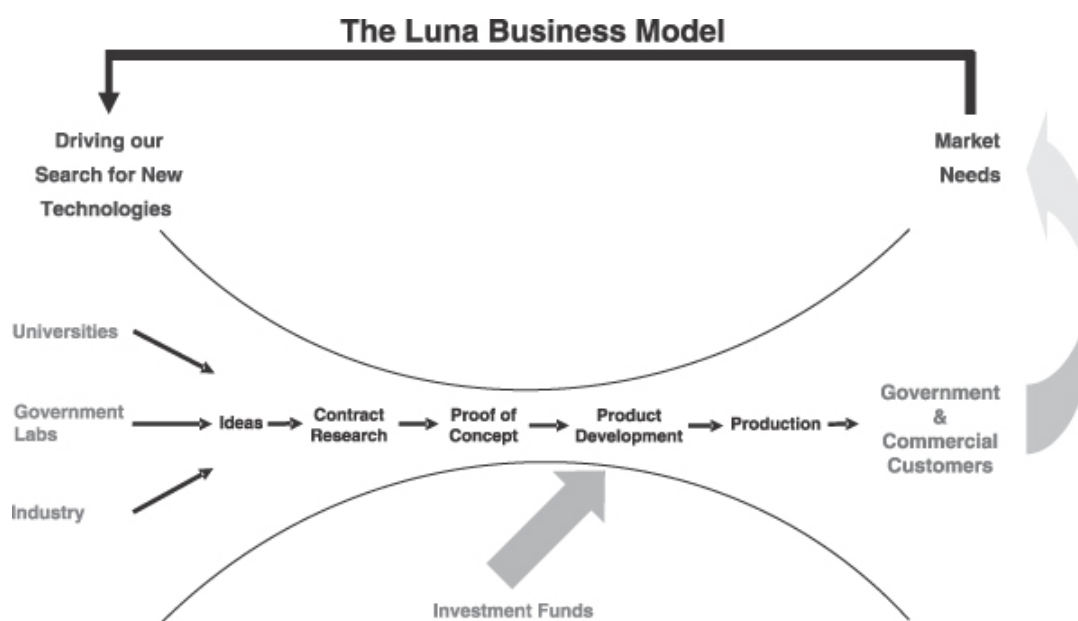 The Luna Business Model
Driving our
Search for New
Technologies
Market
Needs
Universities
Government
Labs
Industry
Ideas
Contract
Research
Proof of
Concept
Product
Development
Production
Government
&
Commercial
Customers
Investment Funds